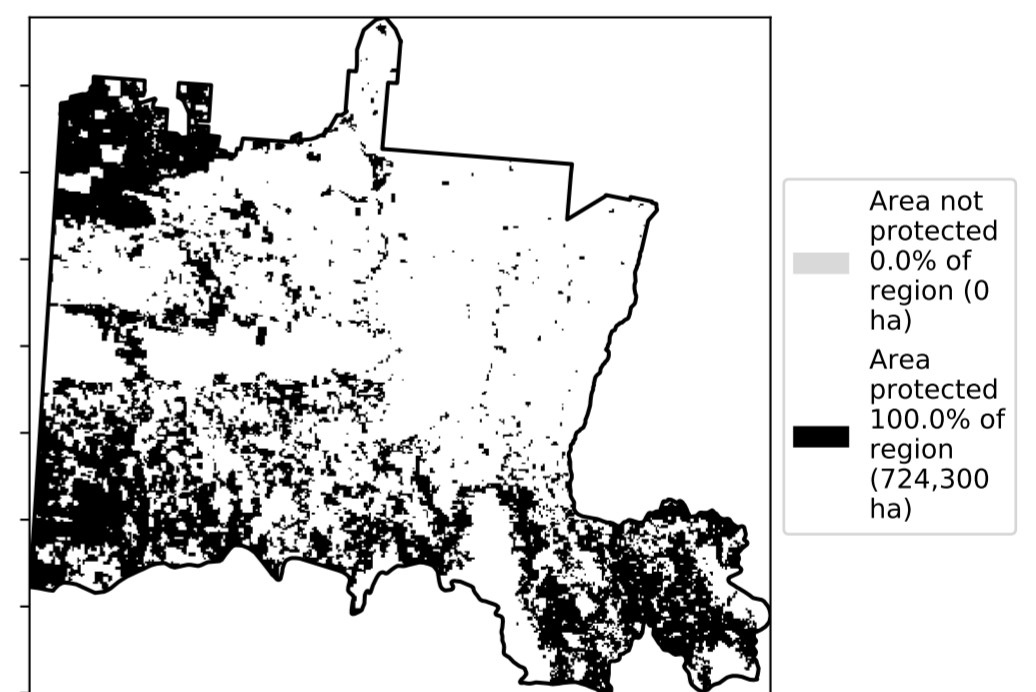 Area not
protected
0.0% of
region (0
ha)
Area
protected
100.0% of
region
(724,300
ha)